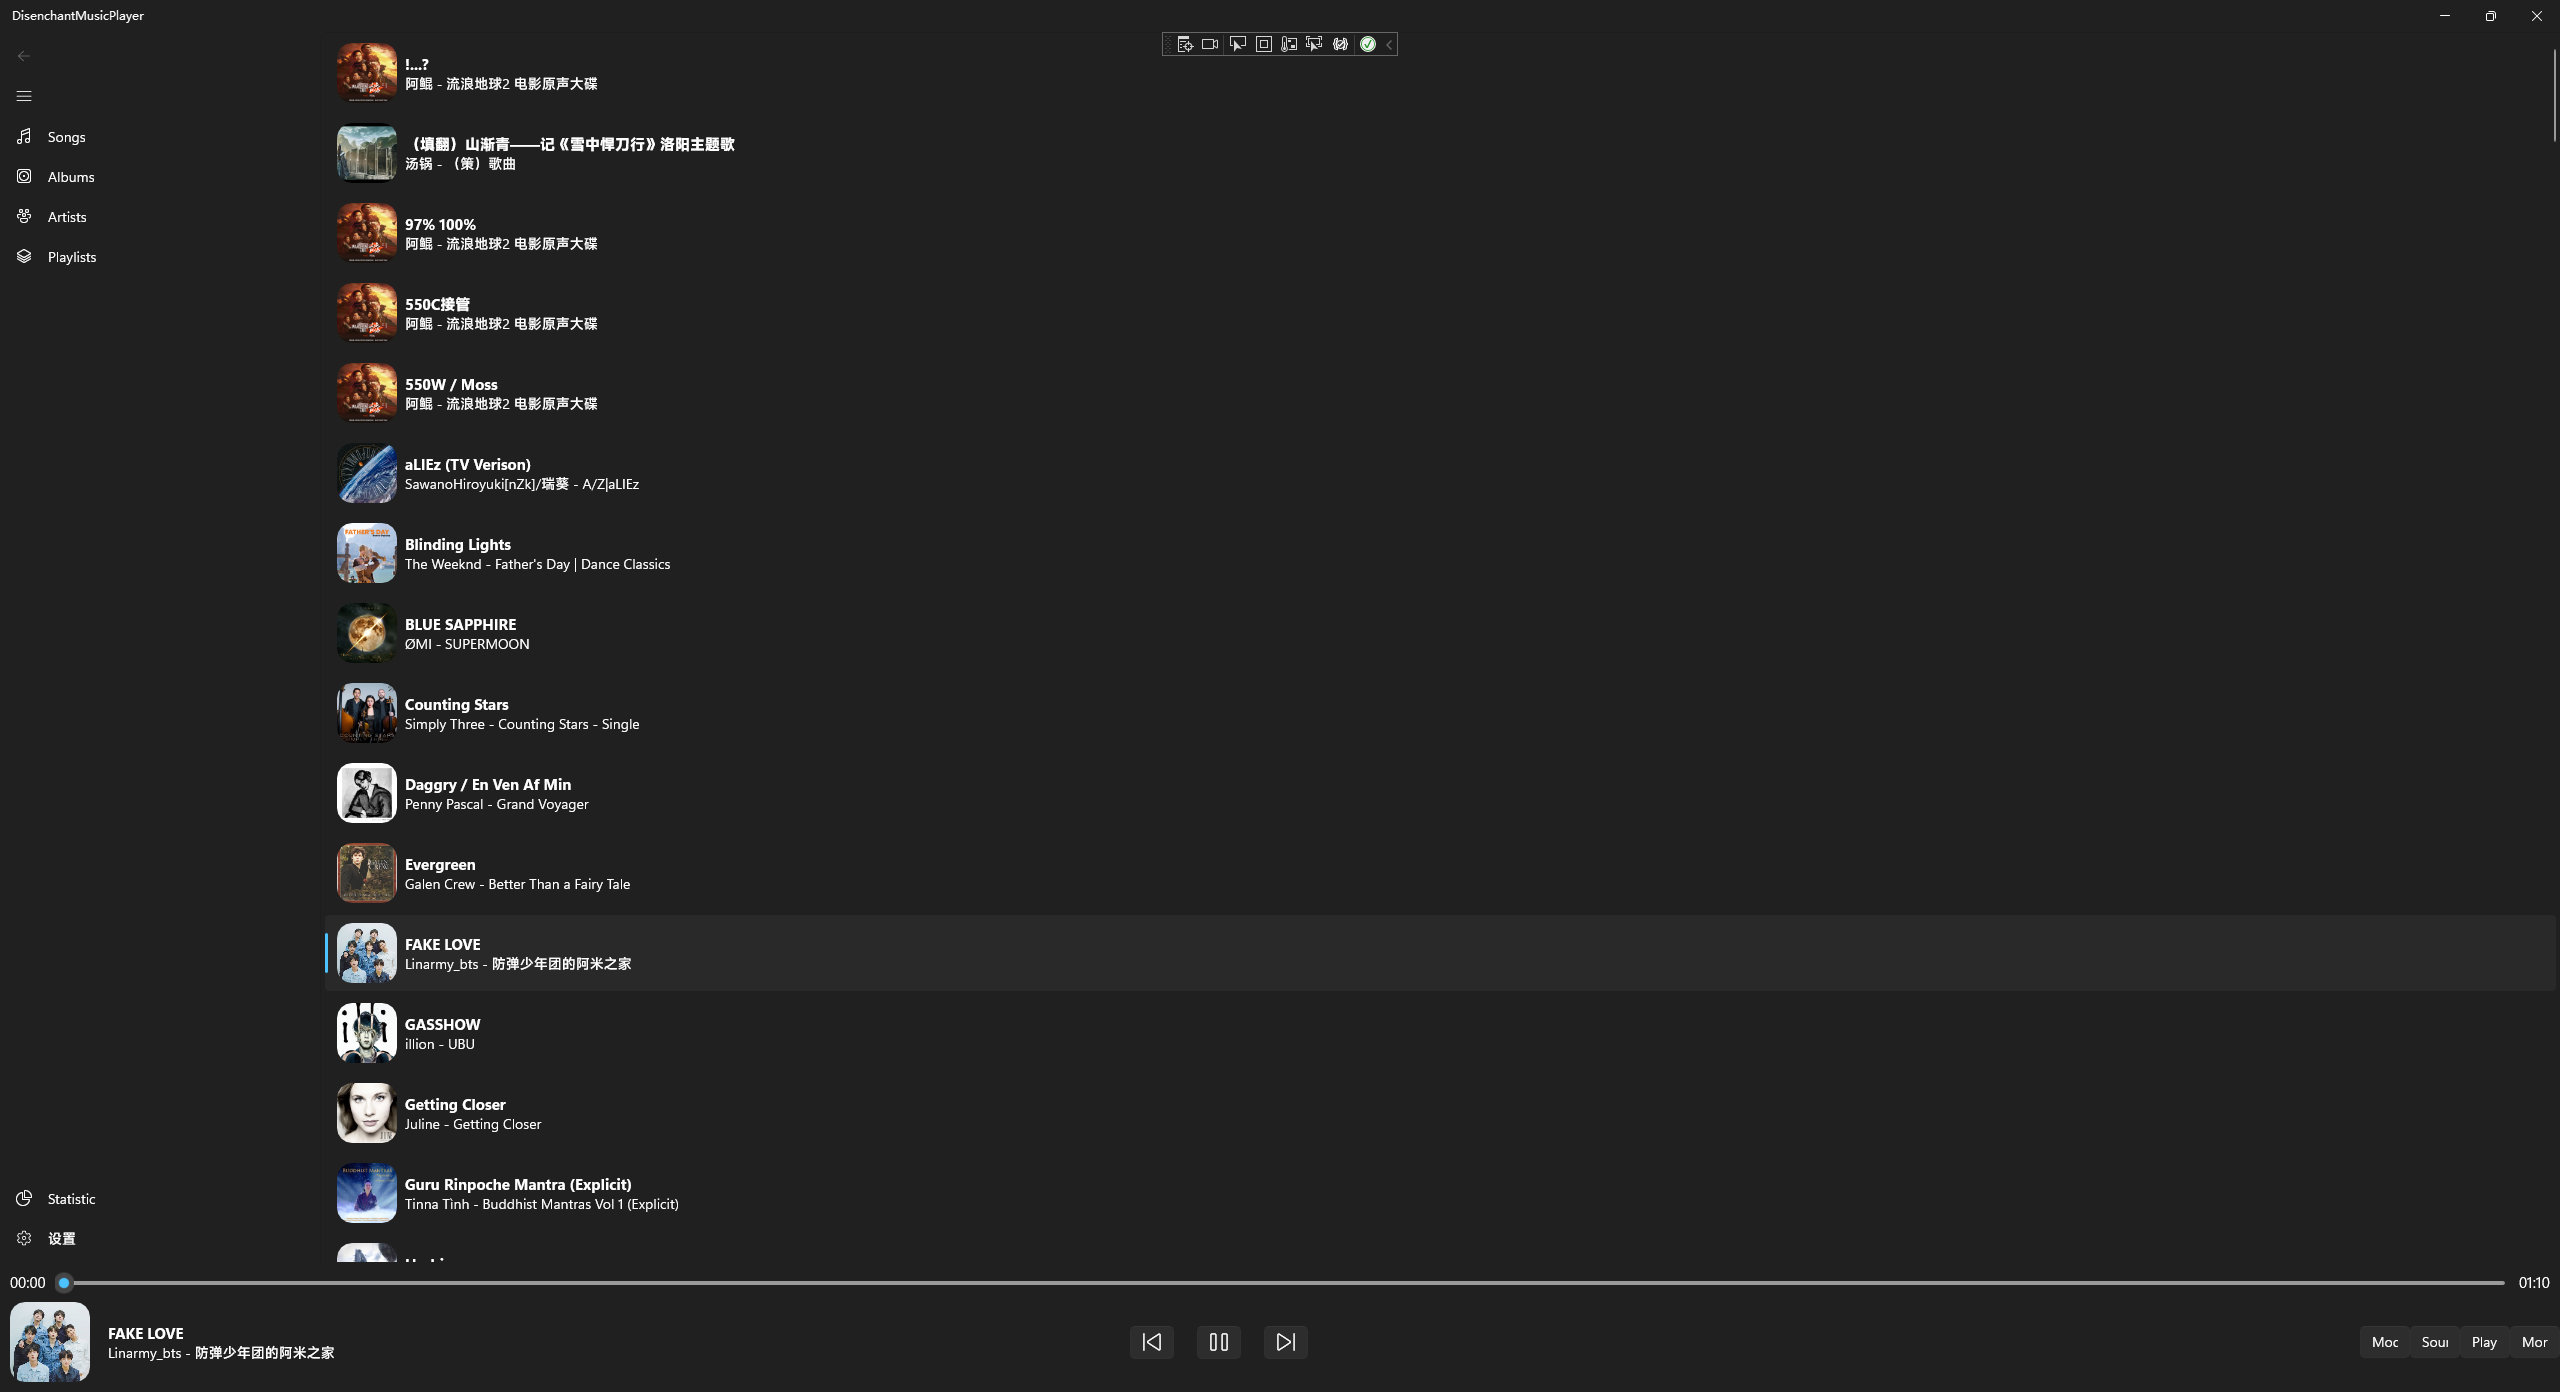 DisenchantMusicPlayer
Songs
Albums
Artists
Playlists
!...?
阿鲲 - 流浪地球2 电影原声大碟
（填翻）山渐青——记《雪中悍刀行》洛阳主题歌
汤锅 - （策）歌曲
97% 100%
阿鲲 - 流浪地球2 电影原声大碟
550C接管
阿鲲 - 流浪地球2 电影原声大碟
550W / Moss
阿鲲 - 流浪地球2 电影原声大碟
aLIEz (TV Verison)
SawanoHiroyuki[nZk]/瑞葵 - A/Z|aLIEz
FATHER'S DAY
Blinding Lights
The Weeknd - Father's Day | Dance Classics
BLUE SAPPHIRE
ØMI - SUPERMOON
Counting Stars
Simply Three - Counting Stars - Single
Daggry / En Ven Af Min
Penny Pascal - Grand Voyager
Evergreen
Galen Crew - Better Than a Fairy Tale
FAKE LOVE
Linarmy_bts - 防弹少年团的阿米之家
GASSHOW
illion - UBU
Getting Closer
Juline - Getting Closer
Guru Rinpoche Mantra (Explicit)
Tinna Tình - Buddhist Mantras Vol 1 (Explicit)
Statistic
设置
00:00
01:10
FAKE LOVE
Linarmy_bts - 防弹少年团的阿米之家
Moc
Soui
Play
Mor